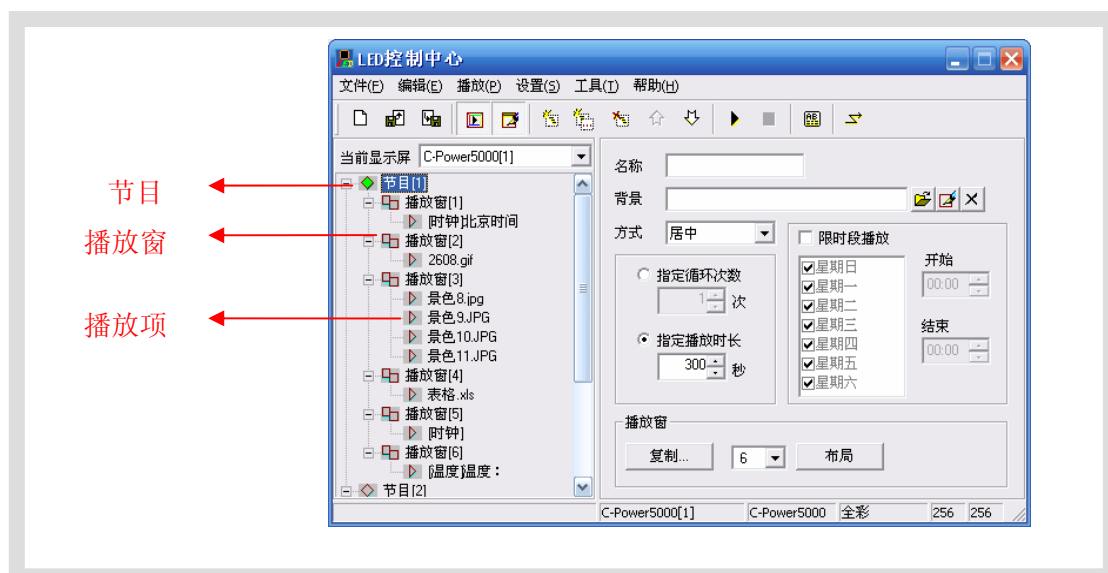 LED控制中心
文件(F) 编辑(E) 播放(P) 设置(S) 工具(T) 帮助(H)
当前显示屏 C-Power5000[1]
节目[1]
播放窗[1]
[时钟]北京时间
播放窗[2]
2608.gif
播放窗[3]
景色8.jpg
景色9.JPG
景色10.JPG
景色11.JPG
播放窗[4]
表格.xls
播放窗[5]
[时钟]
播放窗[6]
[温度]温度：
节目[2]
节目
播放窗
播放项
名称
背景
方式 居中
指定循环次数
1 次
指定播放时长
300 秒
限时段播放
星期日
星期一
星期二
星期三
星期四
星期五
星期六
开始
00:00
结束
00:00
播放窗
复制... 6 布局
C-Power5000[1] C-Power5000 全彩 256 256